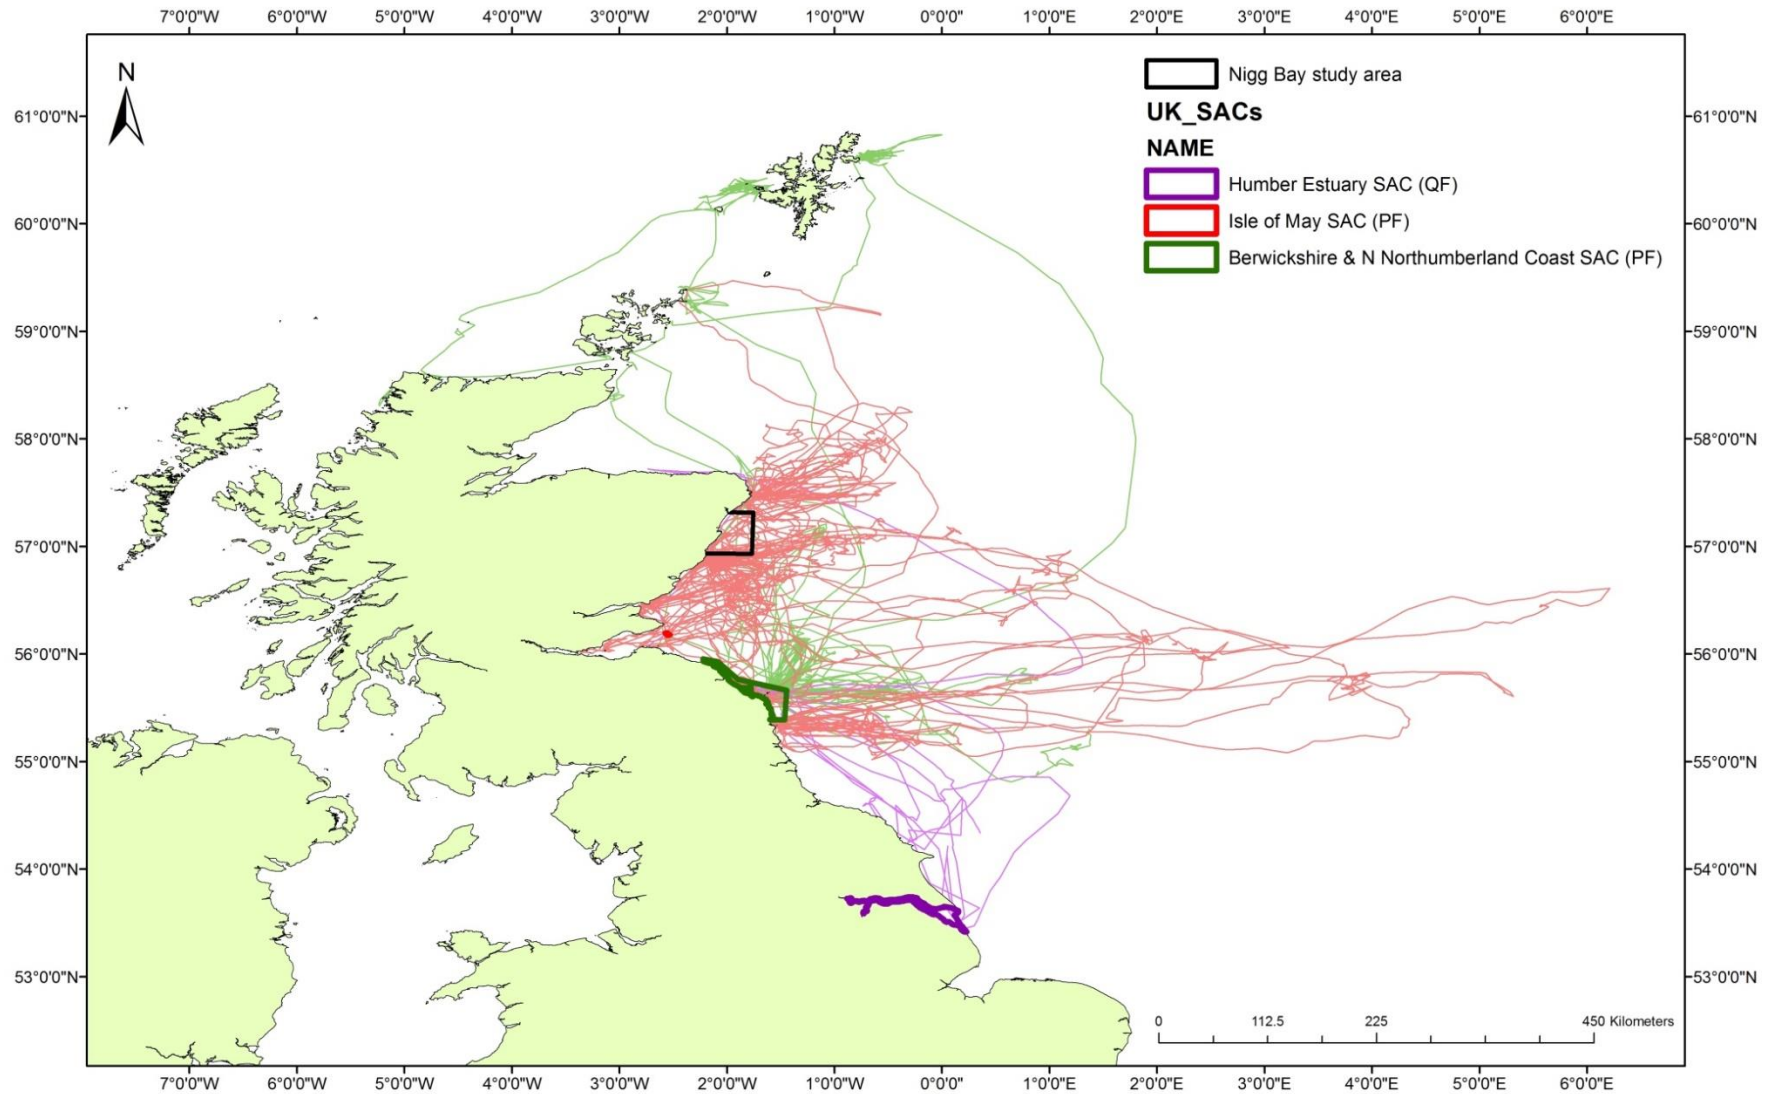 7°0'0"W 6°0'0"W 5°0'0"W 4°0'0"W 3°0'0"W 2°0'0"W 1°0'0"W 0°0'0" 1°0'0"E 2°0'0"E 3°0'0"E 4°0'0"E 5°0'0"E 6°0'0"E
N
Nigg Bay study area
UK_SACs
NAME
Humber Estuary SAC (QF)
Isle of May SAC (PF)
Berwickshire & N Northumberland Coast SAC (PF)
61°0'0"N 61°0'0"N
60°0'0"N 60°0'0"N
59°0'0"N 59°0'0"N
58°0'0"N 58°0'0"N
57°0'0"N 57°0'0"N
56°0'0"N 56°0'0"N
55°0'0"N 55°0'0"N
54°0'0"N 54°0'0"N
53°0'0"N 53°0'0"N
0 112.5 225 450 Kilometers
7°0'0"W 6°0'0"W 5°0'0"W 4°0'0"W 3°0'0"W 2°0'0"W 1°0'0"W 0°0'0" 1°0'0"E 2°0'0"E 3°0'0"E 4°0'0"E 5°0'0"E 6°0'0"E